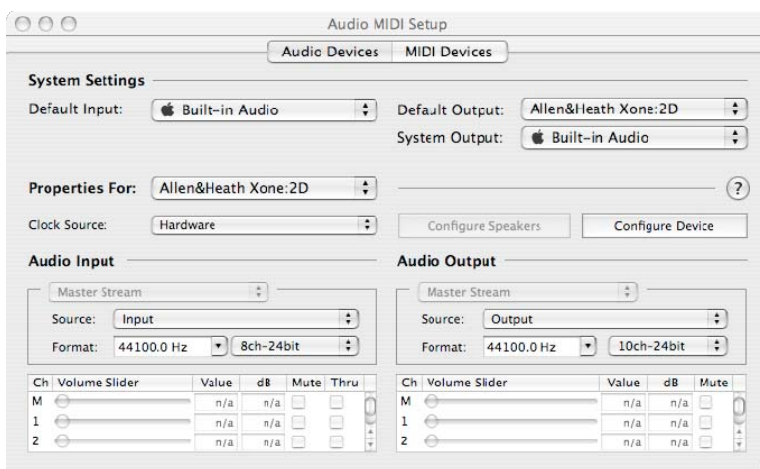 Audio MIDI Setup
Audio Devices MIDI Devices
System Settings
Default Input: Built-in Audio Default Output: Allen&Heath Xone:2D
System Output: Built-in Audio
Properties For: Allen&Heath Xone:2D ?
Clock Source: Hardware Configure Speakers Configure Device
Audio Input Audio Output
Master Stream Master Stream
Source: Input Source: Output
Format: 44100.0 Hz 8ch-24bit Format: 44100.0 Hz 10ch-24bit
Ch Volume Slider Value dB Mute Thru Ch Volume Slider Value dB Mute
M n/a n/a M n/a n/a
1 n/a n/a 1 n/a n/a
2 n/a n/a 2 n/a n/a